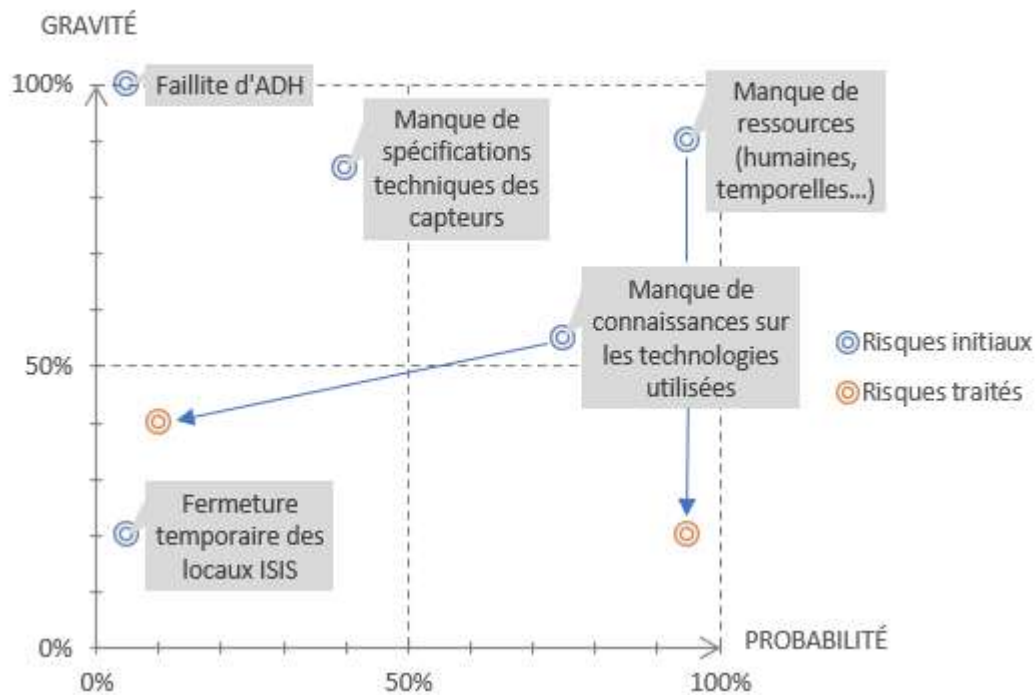 GRAVITÉ
100%
Faillite d'ADH
Manque de
spécifications
techniques des
capteurs
Manque de
ressources
(humaines,
temporelles...)
Manque de
connaissances sur
les technologies
utilisées
Risques initiaux
Risques traités
50%
Fermeture
temporaire des
locaux ISIS
0%
PROBABILITÉ
0%
50%
100%